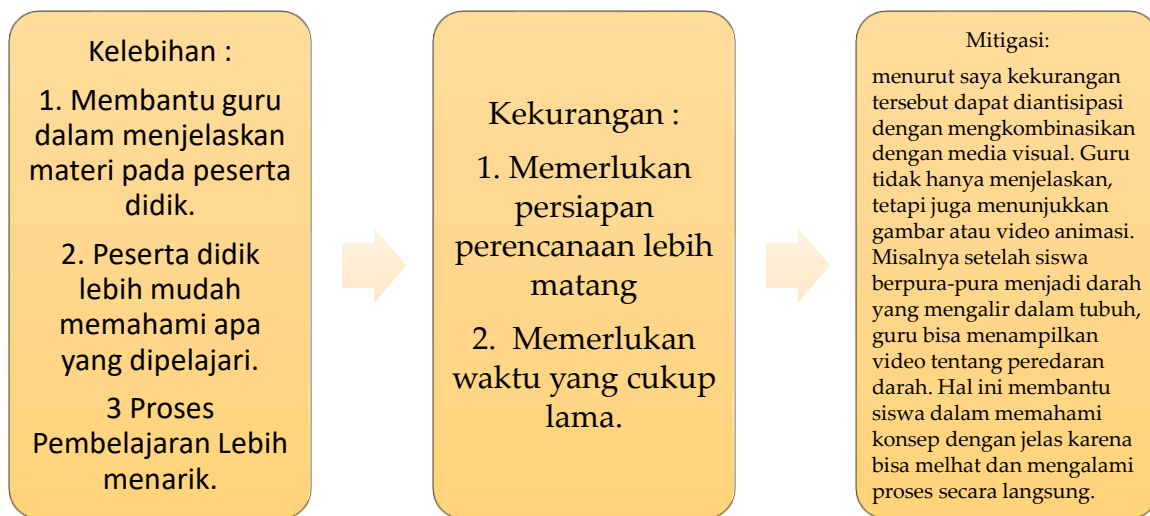 Kelebihan :
1. Membantu guru
dalam menjelaskan
materi pada peserta
didik.
2. Peserta didik
lebih mudah
memahami apa
yang dipelajari.
3 Proses
Pembelajaran Lebih
menarik.
Kekurangan :
1. Memerlukan
persiapan
perencanaan lebih
matang
2. Memerlukan
waktu yang cukup
lama.
Mitigasi:
menurut saya kekurangan
tersebut dapat diantisipasi
dengan mengkombinasikan
dengan media visual. Guru
tidak hanya menjelaskan,
tetapi juga menunjukkan
gambar atau video animasi.
Misalnya setelah siswa
berpura-pura menjadi darah
yang mengalir dalam tubuh,
guru bisa menampilkan
video tentang peredaran
darah. Hal ini membantu
siswa dalam memahami
konsep dengan jelas karena
bisa melhat dan mengalami
proses secara langsung.